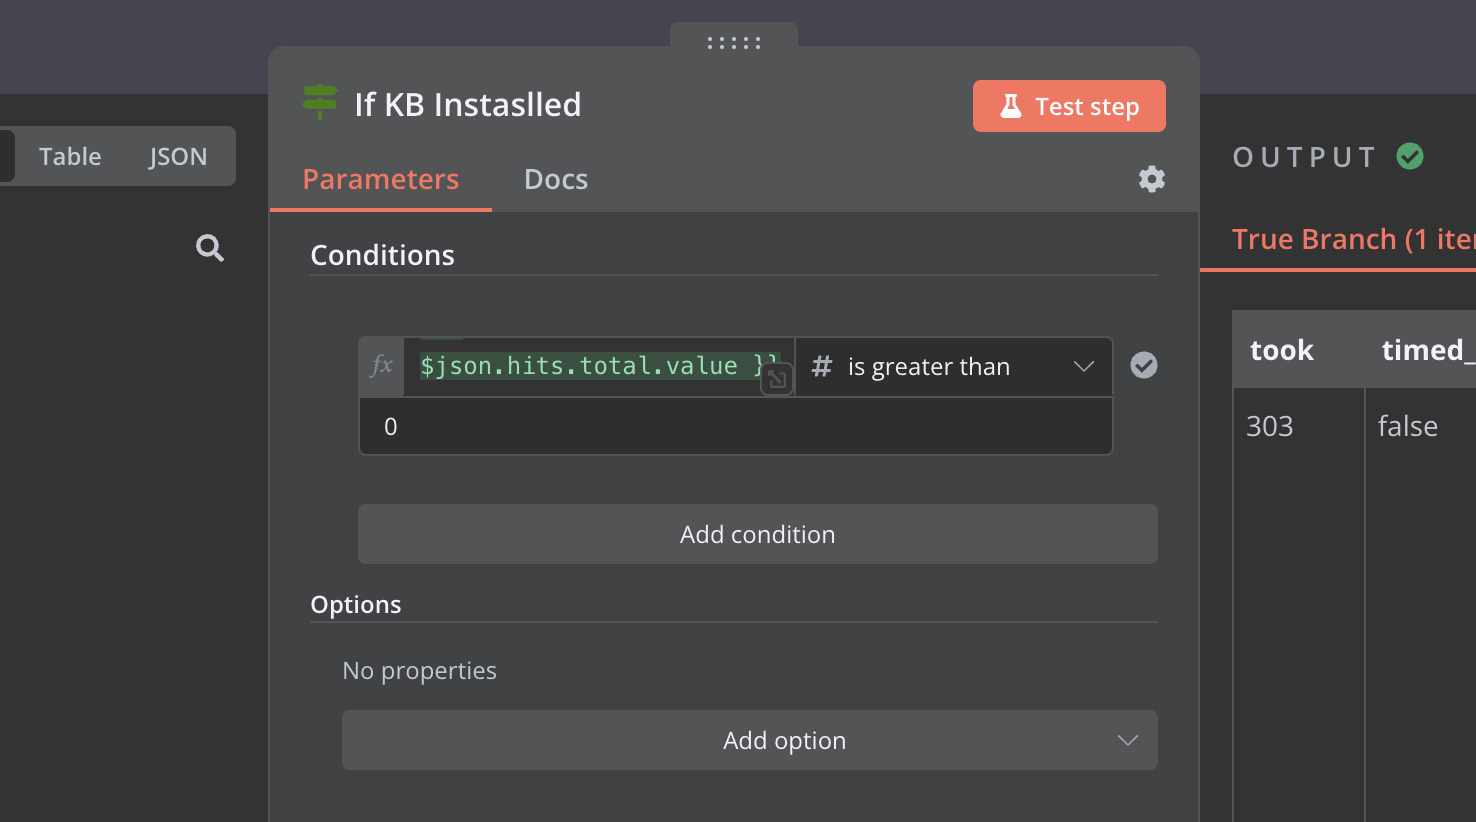 If KB Instaslled
Test step
Table
JSON
Parameters
Docs
OUTPUT
True Branch (1
Conditions
fx
$json.hits.total.value }}
# is greater than
0
took
timed_
303
false
Add condition
Options
No properties
Add option